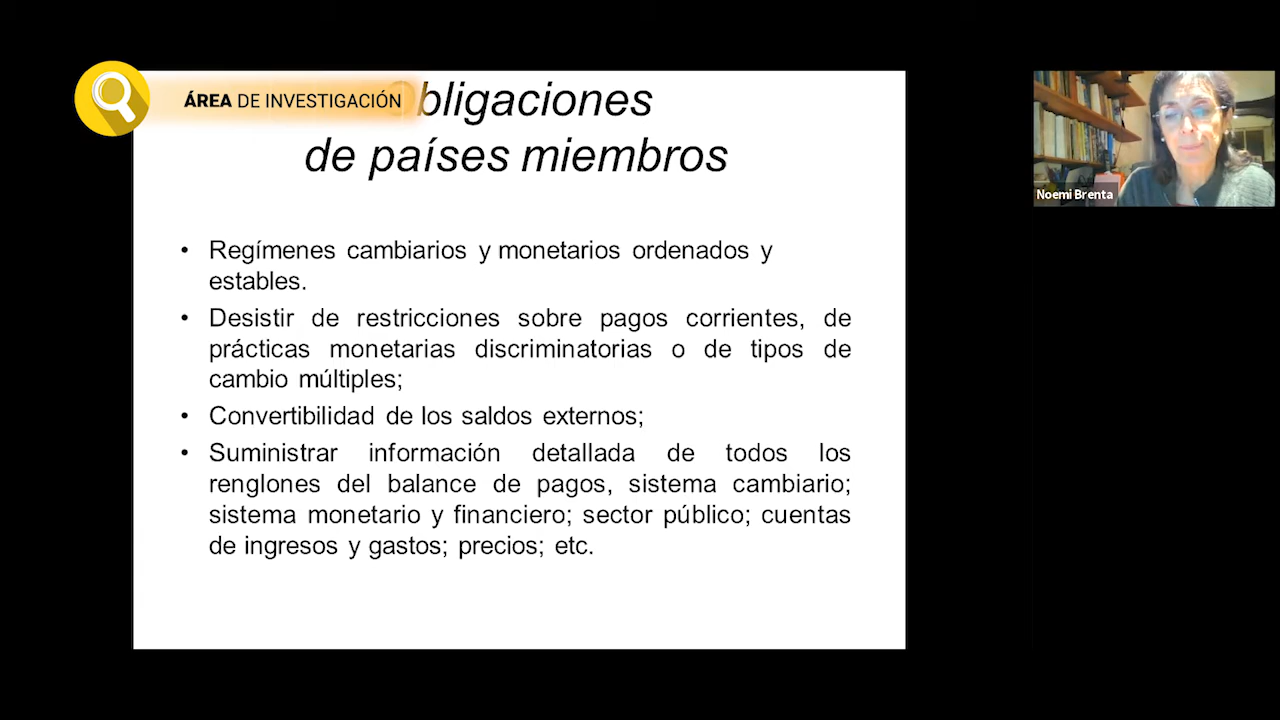 ÁREA DE INVESTIGACIÓN
bligaciones
de países miembros
• Regímenes cambiarios y monetarios ordenados y
estables.
• Desistir de restricciones sobre pagos corrientes, de
prácticas monetarias discriminatorias o de tipos de
cambio múltiples;
• Convertibilidad de los saldos externos;
• Suministrar información detallada de todos los
renglones del balance de pagos, sistema cambiario;
sistema monetario y financiero; sector público; cuentas
de ingresos y gastos; precios; etc.
Noemi Brenta